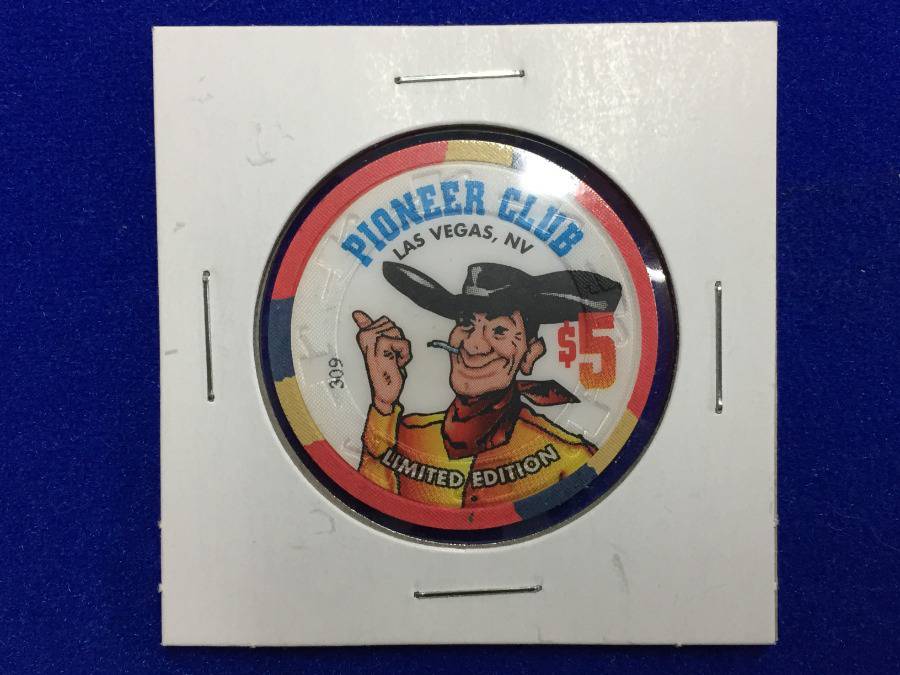 PIONEER CLUB
LAS VEGAS, NV
$5
309
LIMITED EDITION